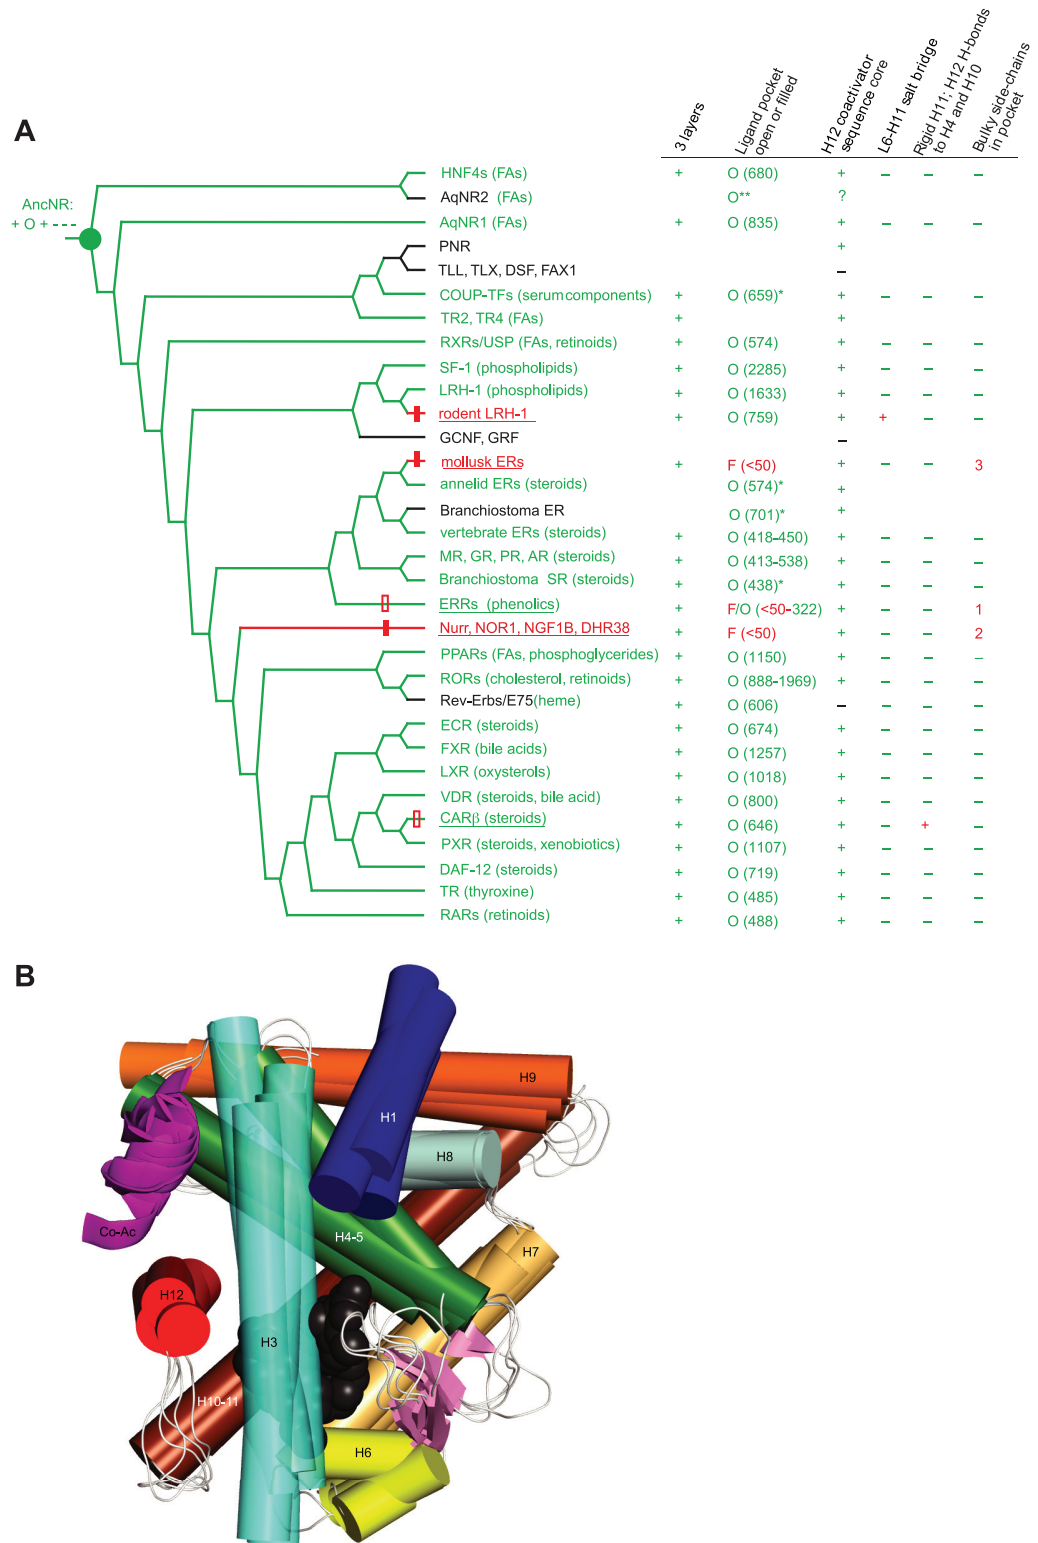 A
3 layers
Ligand pocket
open or filled
H12 coactivator
sequence core
L6-H11 salt bridge
Rigid H11; H12 H-bonds
to H4 and H10
Bulky side-chains
in pocket
AncNR:
+ O +
HNF4s (FAs) + O (680) + – – –
AqNR2 (FAs) O** ?
AqNR1 (FAs) + O (835) + – – –
PNR +
TLL, TLX, DSF, FAX1 –
COUP-TFs (serum components) + O (659)* + – – –
TR2, TR4 (FAs) + +
RXRs/USP (FAs, retinoids) + O (574) + – – –
SF-1 (phospholipids) + O (2285) + – – –
LRH-1 (phospholipids) + O (1633) + – – –
rodent LRH-1 + O (759) + + – –
GCNF, GRF –
mollusk ERs + F (<50) + – – 3
annelid ERs (steroids) O (574)* +
Branchiostoma ER O (701)* +
vertebrate ERs (steroids) + O (418-450) + – – –
MR, GR, PR, AR (steroids) + O (413-538) + – – –
Branchiostoma SR (steroids) + O (438)* + – – –
ERRs (phenolics) + F/O (<50-322) + – – 1
Nurr, NOR1, NGF1B, DHR38 + F (<50) + – – 2
PPARs (FAs, phosphoglycerides) + O (1150) + – – –
RORs (cholesterol, retinoids) + O (888-1969) + – – –
Rev-Erbs/E75(heme) + O (606) – – – –
ECR (steroids) + O (674) + – – –
FXR (bile acids) + O (1257) + – – –
LXR (oxysterols) + O (1018) + – – –
VDR (steroids, bile acid) + O (800) + – – –
CARβ (steroids) + O (646) + – + –
PXR (steroids, xenobiotics) + O (1107) + – – –
DAF-12 (steroids) + O (719) + – – –
TR (thyroxine) + O (485) + – – –
RARs (retinoids) + O (488) + – – –
B
H9
H1
H8
Co-Ac
H4-5
H7
H12
H3
H10-11
H6